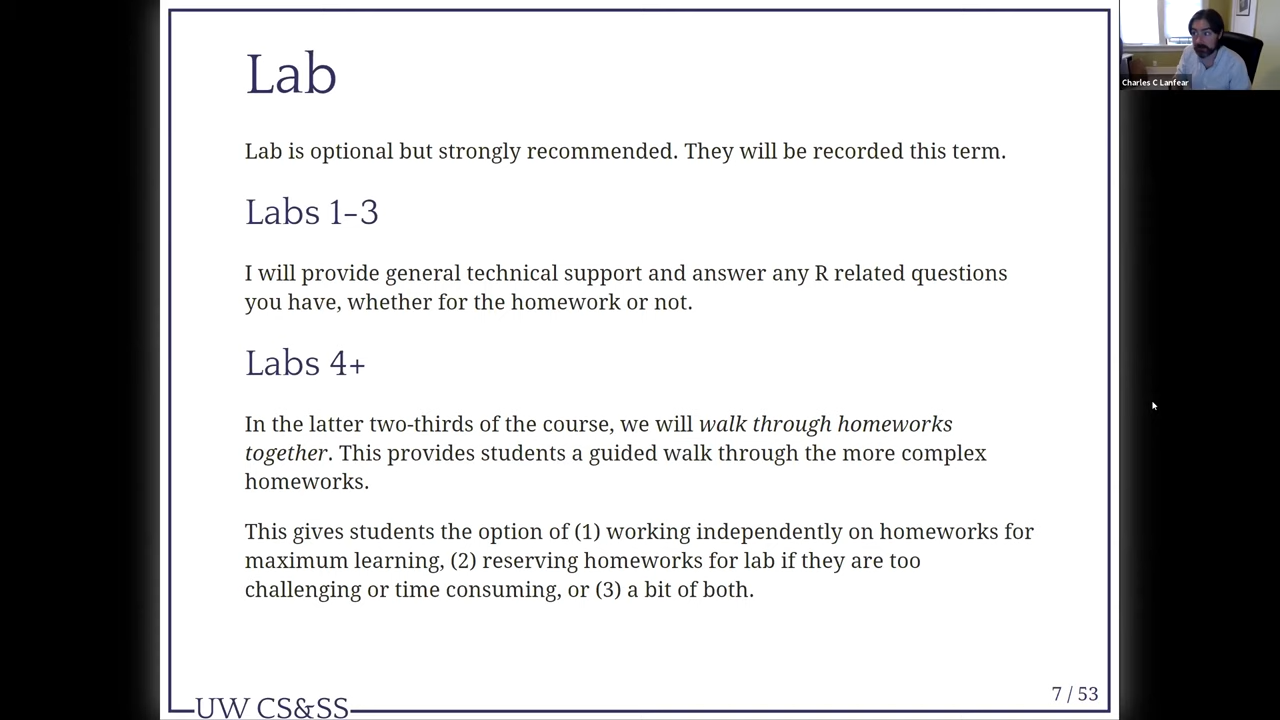 Lab
Lab is optional but strongly recommended. They will be recorded this term.
Labs 1–3
I will provide general technical support and answer any R related questions
you have, whether for the homework or not.
Labs 4+
In the latter two-thirds of the course, we will walk through homeworks
together. This provides students a guided walk through the more complex
homeworks.
This gives students the option of (1) working independently on homeworks for
maximum learning, (2) reserving homeworks for lab if they are too
challenging or time consuming, or (3) a bit of both.
UW CS&SS
7 / 53
Charles C Lanfear